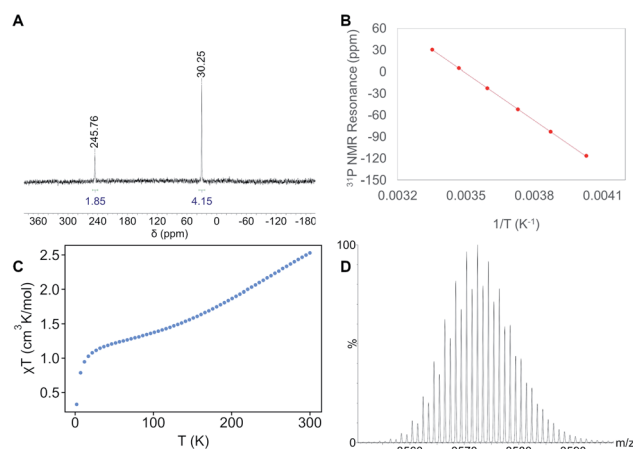 A
245.76
30.25
1.85
4.15
360 300 240 180 120 60 0 -60 -120 -180
δ (ppm)
B
³¹P NMR Resonance (ppm)
60
30
0
-30
-60
-90
-120
-150
0.0032 0.0035 0.0038 0.0041
1/T (K⁻¹)
C
χT (cm³K/mol)
2.5
2.0
1.5
1.0
0.5
0 100 200 300
T (K)
D
100
%
0
m/z